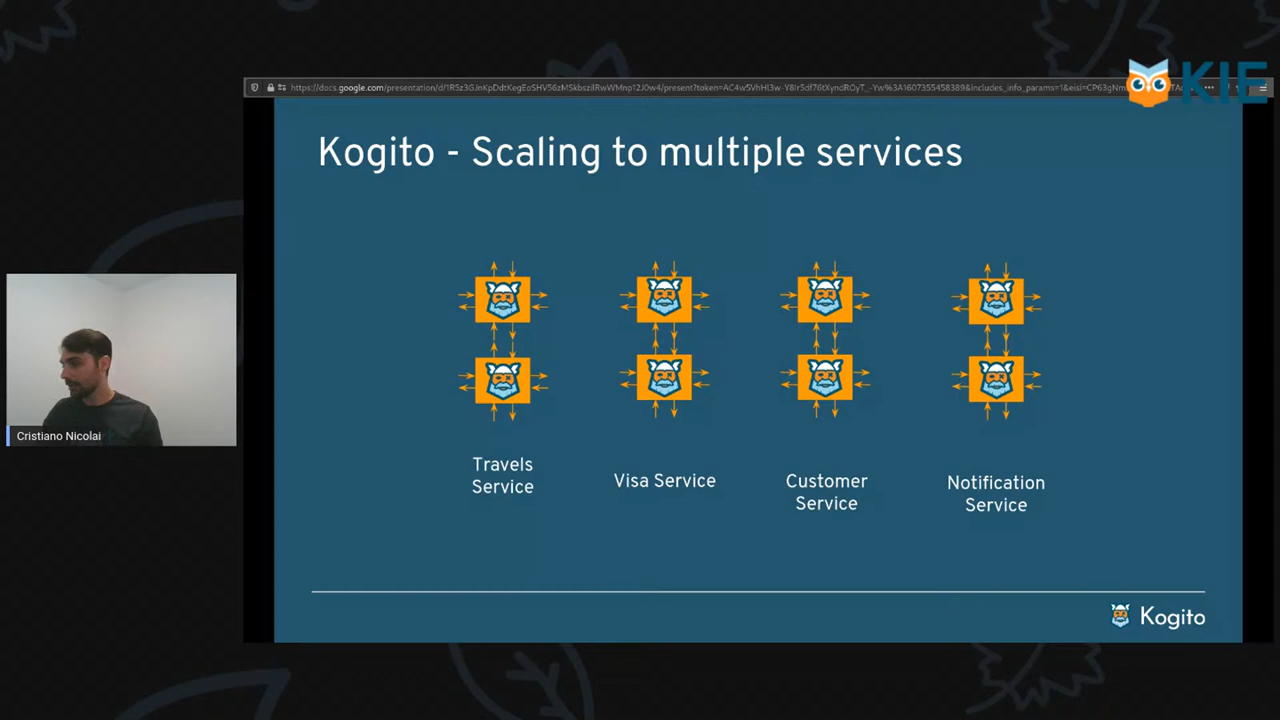 KIE
Kogito - Scaling to multiple services
Travels
Service
Visa Service
Customer
Service
Notification
Service
Cristiano Nicolai
Kogito